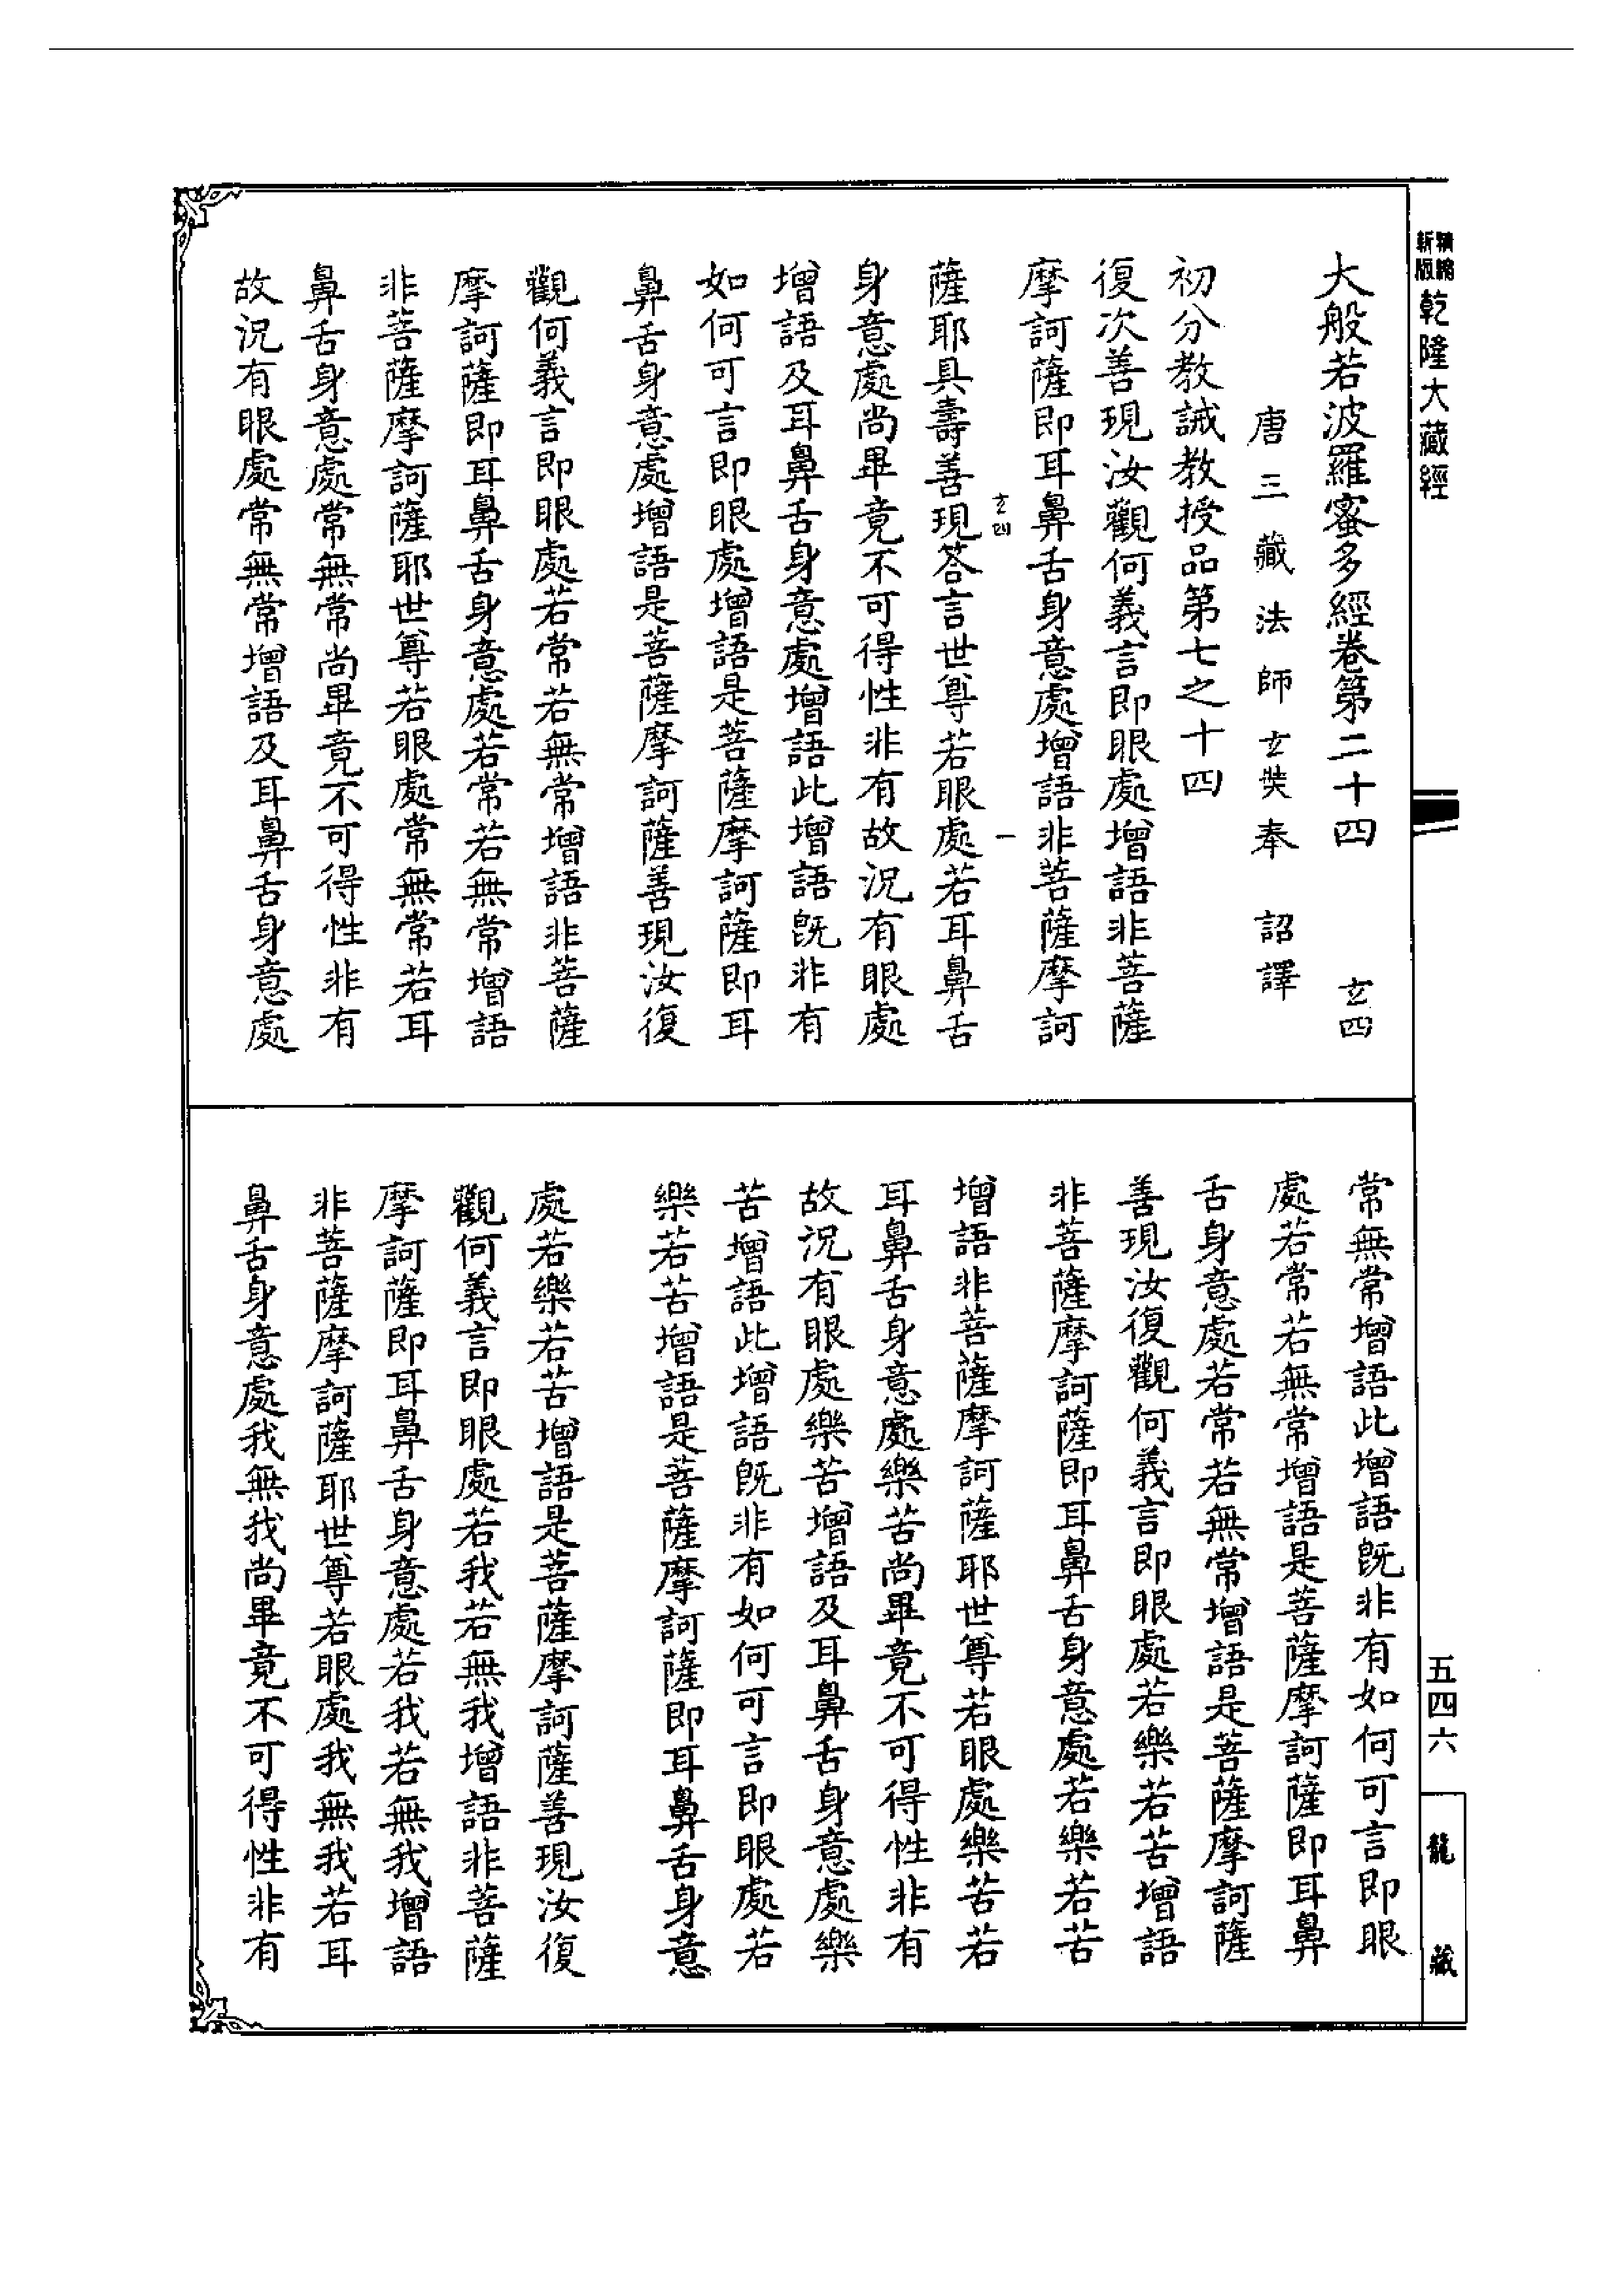 新版精縮乾隆大藏經
大般若波羅蜜多經卷第二十四 玄四
唐三藏法師玄奘奉 詔譯
初分教誡教授品第七之十四
復次善現汝觀何義言即眼處增語非菩薩
摩訶薩即耳鼻舌身意處增語非菩薩摩訶
玄四 一
薩耶具壽善現答言世尊若眼處若耳鼻舌
身意處尚畢竟不可得性非有故況有眼處
增語及耳鼻舌身意處增語此增語既非有
如何可言即眼處增語是菩薩摩訶薩即耳
鼻舌身意處增語是菩薩摩訶薩善現汝復
觀何義言即眼處若常若無常增語非菩薩
摩訶薩即耳鼻舌身意處若常若無常增語
非菩薩摩訶薩耶世尊若眼處常無常若耳
鼻舌身意處常無常尚畢竟不可得性非有
故況有眼處常無常增語及耳鼻舌身意處
常無常增語此增語既非有如何可言即眼
處若常若無常增語是菩薩摩訶薩即耳鼻
舌身意處若常若無常增語是菩薩摩訶薩
善現汝復觀何義言即眼處若樂若苦增語
非菩薩摩訶薩即耳鼻舌身意處若樂若苦
增語非菩薩摩訶薩耶世尊若眼處樂苦若
耳鼻舌身意處樂苦尚畢竟不可得性非有
故況有眼處樂苦增語及耳鼻舌身意處樂
苦增語此增語既非有如何可言即眼處若
樂若苦增語是菩薩摩訶薩即耳鼻舌身意
處若樂若苦增語是菩薩摩訶薩善現汝復
觀何義言即眼處若我若無我增語非菩薩
摩訶薩即耳鼻舌身意處若我若無我增語
非菩薩摩訶薩耶世尊若眼處我無我若耳
鼻舌身意處我無我尚畢竟不可得性非有
五四六
龍藏